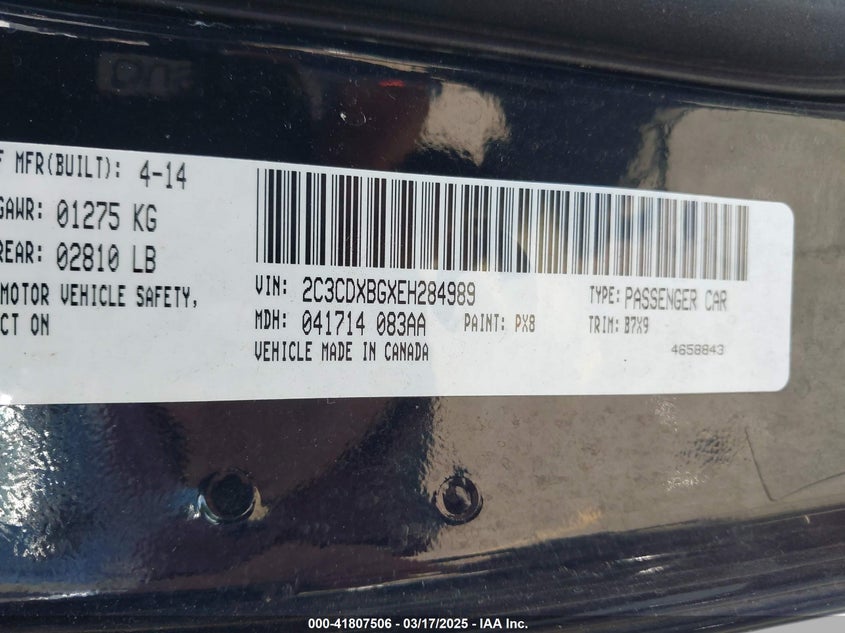 F MFR(BUILT): 4-14
GAWR: 01275 KG
REAR: 02810 LB
MOTOR VEHICLE SAFETY,
CT ON
VIN: 2C3CDXBGXEH284989 TYPE: PASSENGER CAR
MDH: 041714 083AA PAINT: PX8 TRIM: B7X9
VEHICLE MADE IN CANADA 4658843
000-41807506 - 03/17/2025 - IAA Inc.